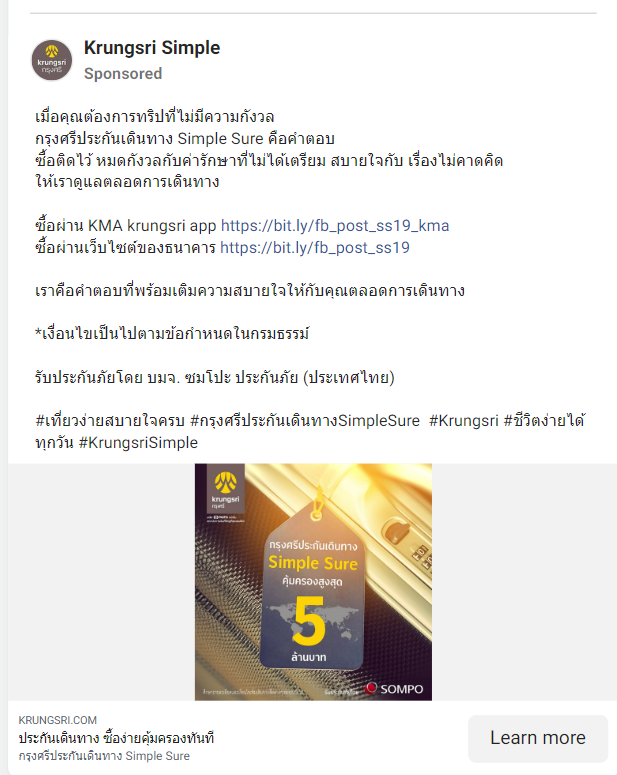 Krungsri Simple
krungsri
กรุงศรี
Sponsored
เมื่อคุณต้องการทริปที่ไม่มีความกังวล
กรุงศรีประกันเดินทาง Simple Sure คือคำตอบ
ซื้อติดไว้ หมดกังวลกับค่ารักษาที่ไม่ได้เตรียม สบายใจกับ เรื่องไม่คาดคิด
ให้เราดูแลตลอดการเดินทาง
ซื้อผ่าน KMA krungsri app https://bit.ly/fb_post_ss19_kma
ซื้อผ่านเว็บไซต์ของธนาคาร https://bit.ly/fb_post_ss19
เราคือคำตอบที่พร้อมเติมความสบายใจให้กับคุณตลอดการเดินทาง
*เงื่อนไขเป็นไปตามข้อกำหนดในกรมธรรม์
รับประกันภัยโดย บมจ. ซมโปะ ประกันภัย (ประเทศไทย)
#เที่ยวง่ายสบายใจครบ #กรุงศรีประกันเดินทางSimpleSure #Krungsri #ชีวิตง่ายได้
ทุกวัน #KrungsriSimple
krungsri
กรุงศรี
กรุงศรีประกันเดินทาง
Simple Sure
คุ้มครองสูงสุด
5
ล้านบาท
SOMPO
KRUNGSRI.COM
ประกันเดินทาง ซื้อง่ายคุ้มครองทันที
กรุงศรีประกันเดินทาง Simple Sure
Learn more